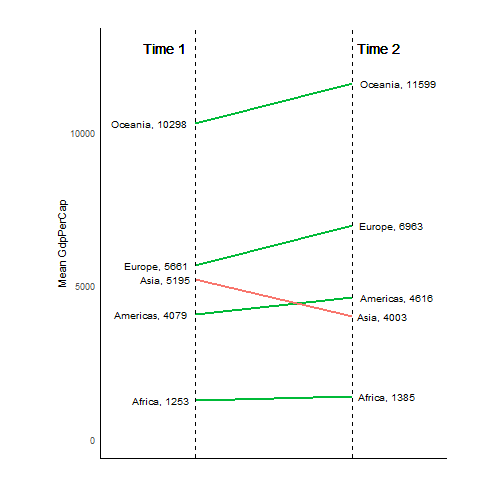 Time 1
Time 2
Oceania, 11599
Oceania, 10298
10000
Mean GdpPerCap
Europe, 6963
Europe, 5661
Asia, 5195
5000
Americas, 4616
Americas, 4079
Asia, 4003
Africa, 1385
Africa, 1253
0